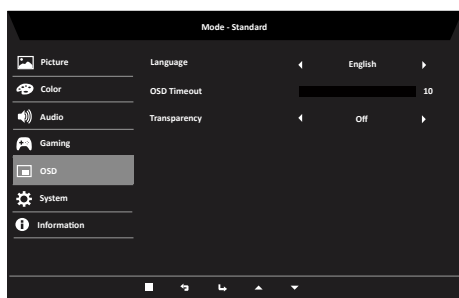 Mode - Standard
Picture
Language
English
Color
OSD Timeout
10
Audio
Transparency
Off
Gaming
OSD
System
Information